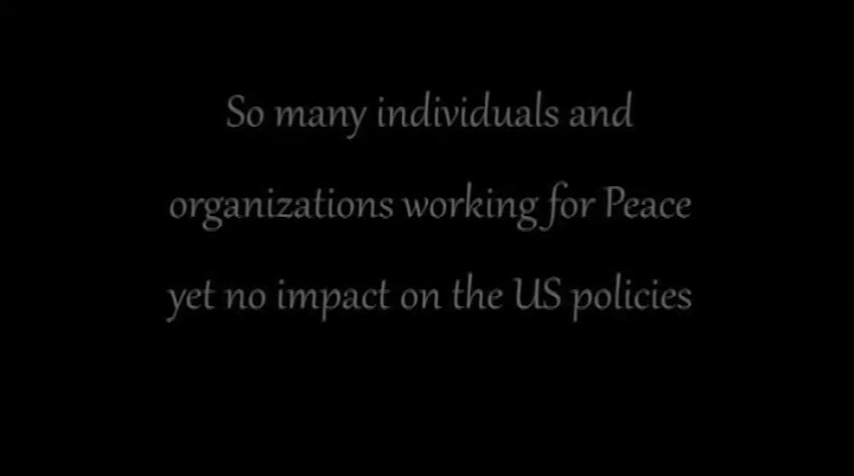 So many individuals and
organizations working for Peace
yet no impact on the US policies